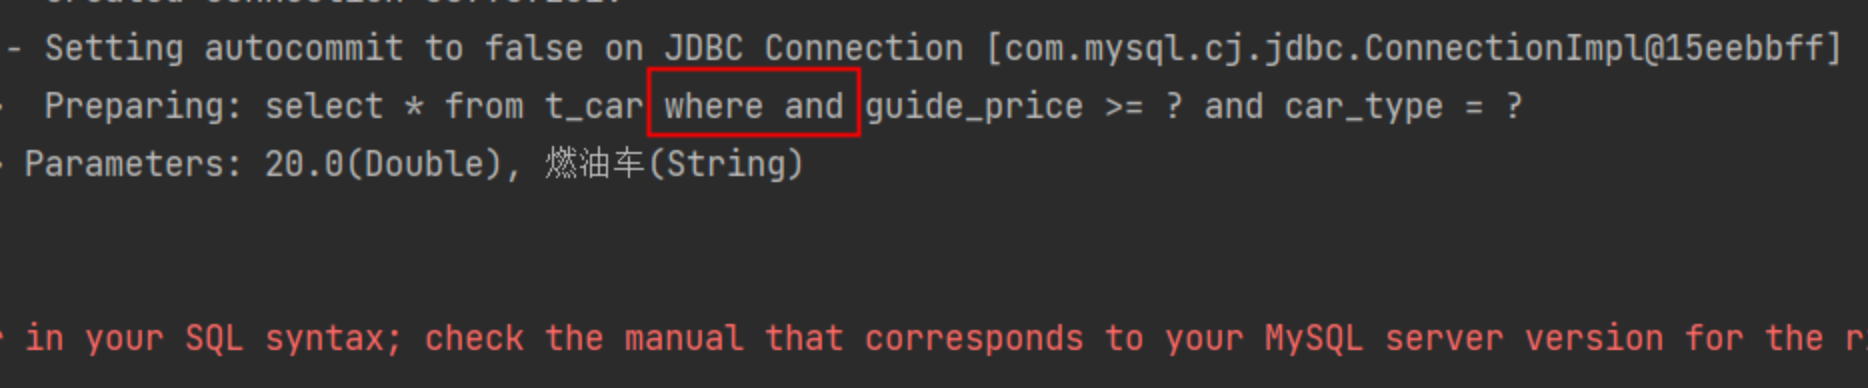 - Setting autocommit to false on JDBC Connection [com.mysql.cj.jdbc.ConnectionImpl@15eebbff]
Preparing: select * from t_car where and guide_price >= ? and car_type = ?
Parameters: 20.0(Double), 燃油车(String)
in your SQL syntax; check the manual that corresponds to your MySQL server version for the